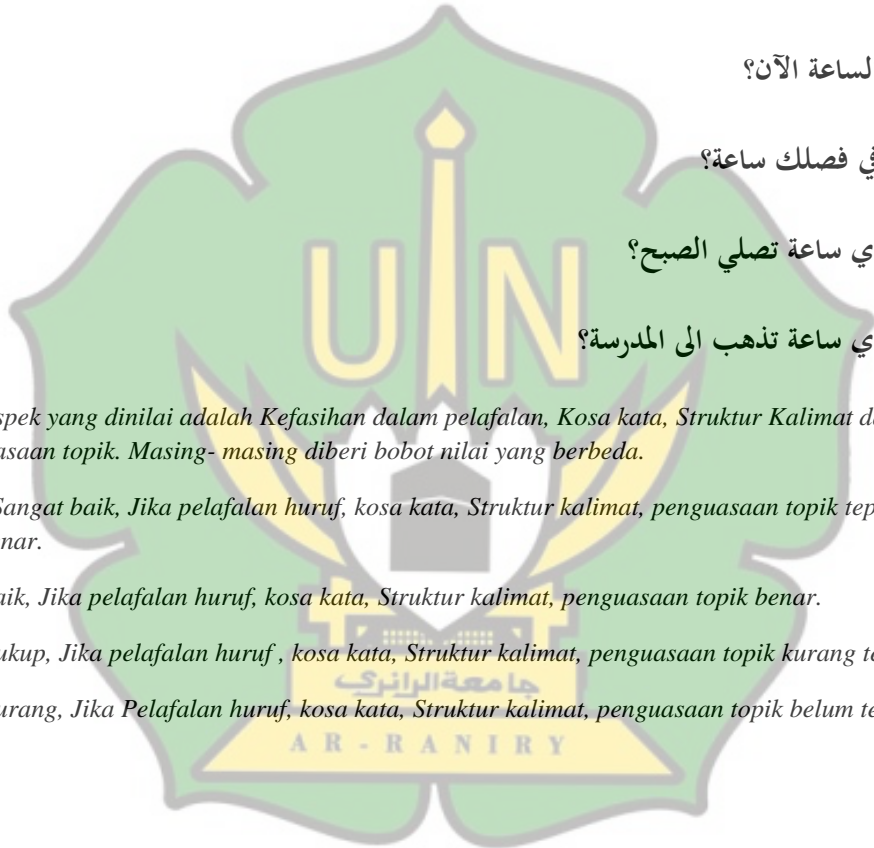 لساعة الآن؟
في فصلك ساعة؟
ي ساعة تصلي الصبح؟
ي ساعة تذهب الى المدرسة؟
spek yang dinilai adalah Kefasihan dalam pelafalan, Kosa kata, Struktur Kalimat da
asaan topik. Masing- masing diberi bobot nilai yang berbeda.
Sangat baik, Jika pelafalan huruf, kosa kata, Struktur kalimat, penguasaan topik tep
nar.
aik, Jika pelafalan huruf, kosa kata, Struktur kalimat, penguasaan topik benar.
ukup, Jika pelafalan huruf , kosa kata, Struktur kalimat, penguasaan topik kurang te
urang, Jika Pelafalan huruf, kosa kata, Struktur kalimat, penguasaan topik belum te
UIN
جامعة الرانري
AR-RANIRY